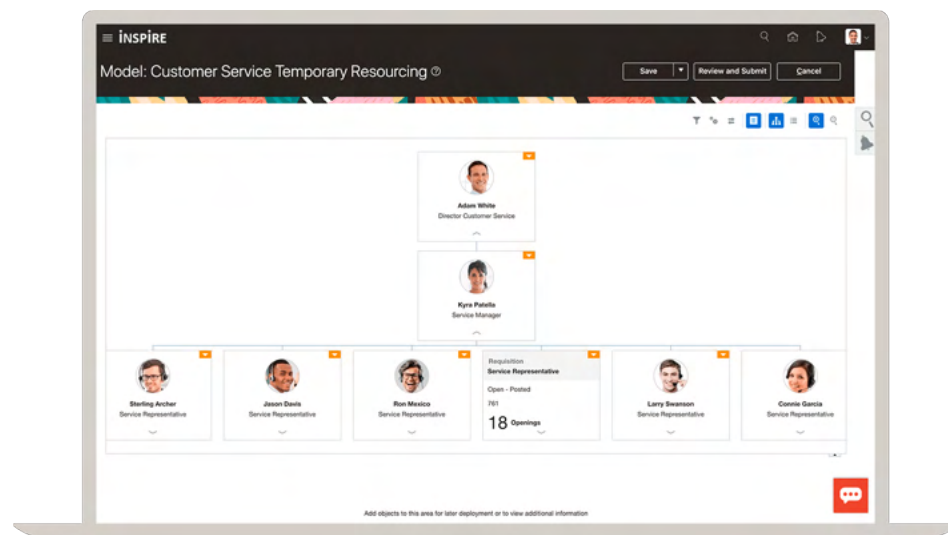 INSPIRE
Model: Customer Service Temporary Resourcing
Save
Review and Submit
Cancel
Adam White
Director Customer Service
Kyra Patella
Service Manager
Sterling Archer
Service Representative
Jason Davis
Service Representative
Ron Mexico
Service Representative
Requisition
Service Representative
Open - Posted
761
18 Openings
Larry Swanson
Service Representative
Connie Garcia
Service Representative
Add objects to this area for later deployment or to view additional information